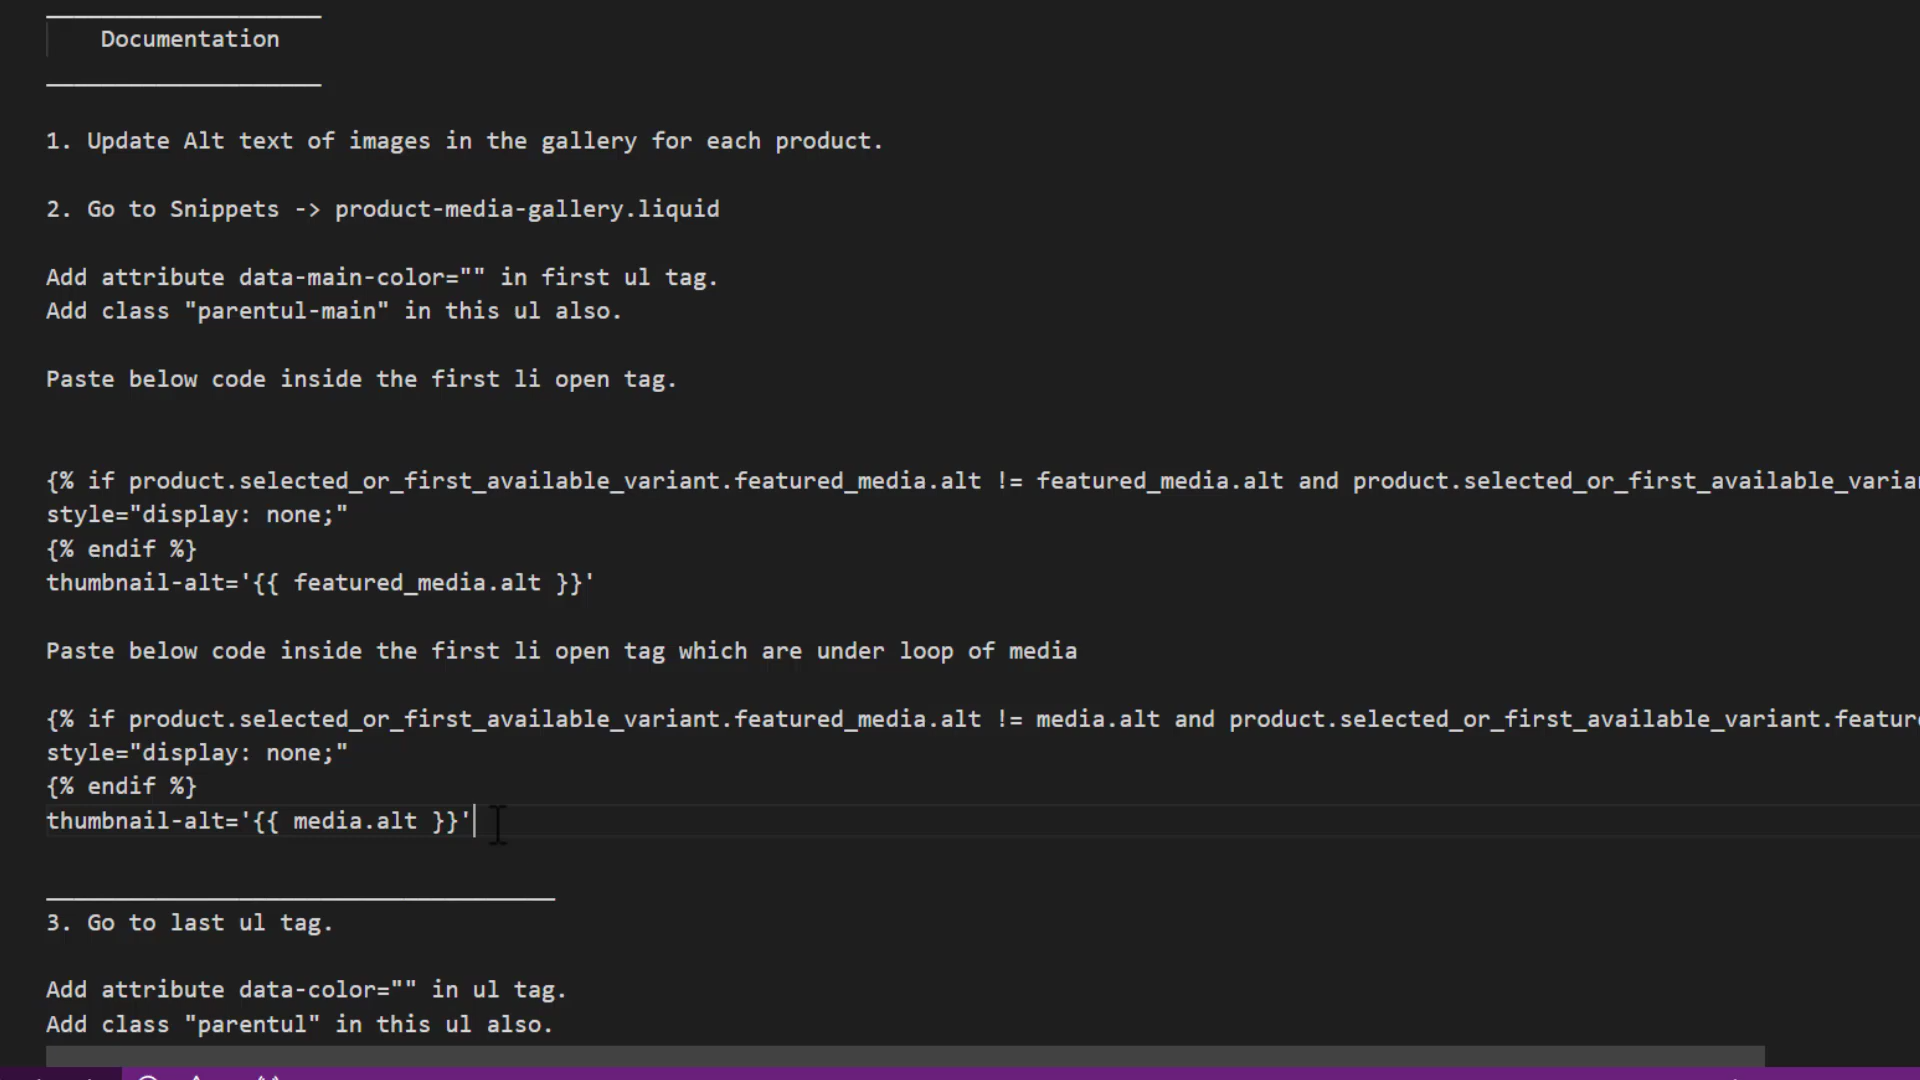 Documentation
1. Update Alt text of images in the gallery for each product.
2. Go to Snippets -> product-media-gallery.liquid
Add attribute data-main-color="" in first ul tag.
Add class "parentul-main" in this ul also.
Paste below code inside the first li open tag.
{% if product.selected_or_first_available_variant.featured_media.alt != featured_media.alt and
style="display: none;"
{% endif %}
thumbnail-alt='{{ featured_media.alt }}'
Paste below code inside the first li open tag which are under loop of media
{% if product.selected_or_first_available_variant.featured_media.alt != media.alt and
style="display: none;"
{% endif %}
thumbnail-alt='{{ media.alt }}'
3. Go to last ul tag.
Add attribute data-color="" in ul tag.
Add class "parentul" in this ul also.